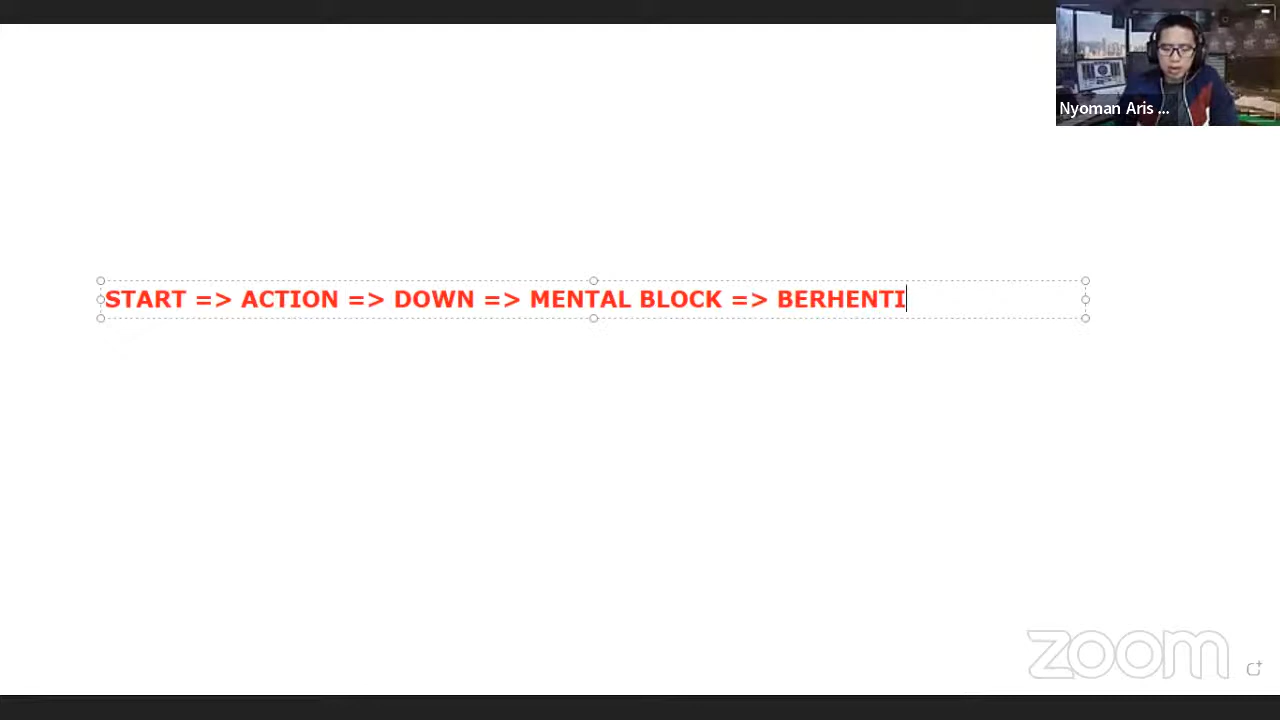 Nyoman Aris ...
START => ACTION => DOWN => MENTAL BLOCK => BERHENTI
zoom